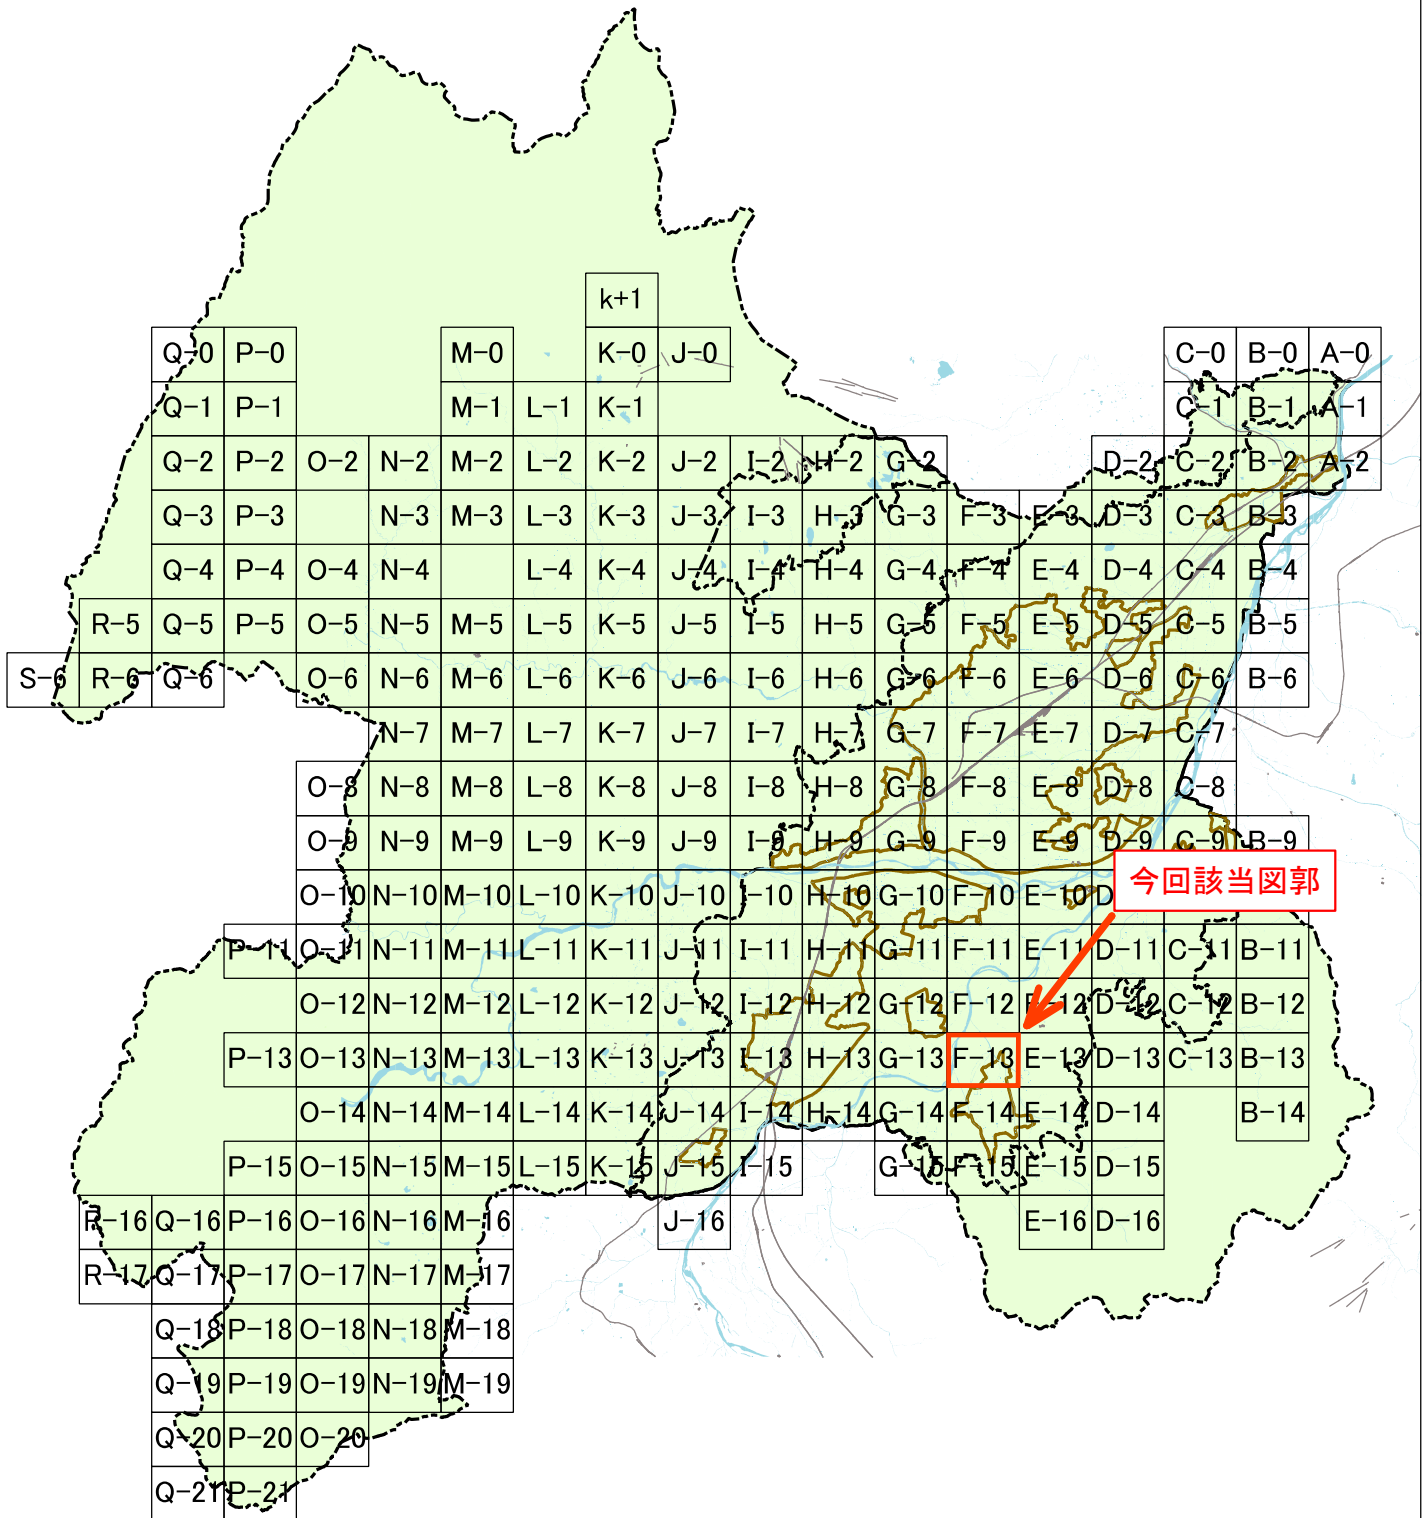 k+1
Q-0 P-0 M-0 K-0 J-0 C-0 B-0 A-0
Q-1 P-1 M-1 L-1 K-1 C-1 B-1 A-1
Q-2 P-2 O-2 N-2 M-2 L-2 K-2 J-2 I-2 H-2 G-2 D-2 C-2 B-2 A-2
Q-3 P-3 N-3 M-3 L-3 K-3 J-3 I-3 H-3 G-3 F-3 E-3 D-3 C-3 B-3
Q-4 P-4 O-4 N-4 L-4 K-4 J-4 I-4 H-4 G-4 F-4 E-4 D-4 C-4 B-4
R-5 Q-5 P-5 O-5 N-5 M-5 L-5 K-5 J-5 I-5 H-5 G-5 F-5 E-5 D-5 C-5 B-5
S-6 R-6 Q-6 O-6 N-6 M-6 L-6 K-6 J-6 I-6 H-6 G-6 F-6 E-6 D-6 C-6 B-6
N-7 M-7 L-7 K-7 J-7 I-7 H-7 G-7 F-7 E-7 D-7 C-7
O-8 N-8 M-8 L-8 K-8 J-8 I-8 H-8 G-8 F-8 E-8 D-8 C-8
O-9 N-9 M-9 L-9 K-9 J-9 I-9 H-9 G-9 F-9 E-9 D-9 C-9 B-9
今回該当図郭
O-10 N-10 M-10 L-10 K-10 J-10 I-10 H-10 G-10 F-10 E-10 D
P-11 O-11 N-11 M-11 L-11 K-11 J-11 I-11 H-11 G-11 F-11 E-11 D-11 C-11 B-11
O-12 N-12 M-12 L-12 K-12 J-12 I-12 H-12 G-12 F-12 E-12 D-12 C-12 B-12
P-13 O-13 N-13 M-13 L-13 K-13 J-13 I-13 H-13 G-13 F-13 E-13 D-13 C-13 B-13
O-14 N-14 M-14 L-14 K-14 J-14 I-14 H-14 G-14 F-14 E-14 D-14 B-14
P-15 O-15 N-15 M-15 L-15 K-15 J-15 I-15 G-15 F-15 E-15 D-15
R-16 Q-16 P-16 O-16 N-16 M-16 J-16 E-16 D-16
R-17 Q-17 P-17 O-17 N-17 M-17
Q-18 P-18 O-18 N-18 M-18
Q-19 P-19 O-19 N-19 M-19
Q-20 P-20 O-20
Q-21 P-21